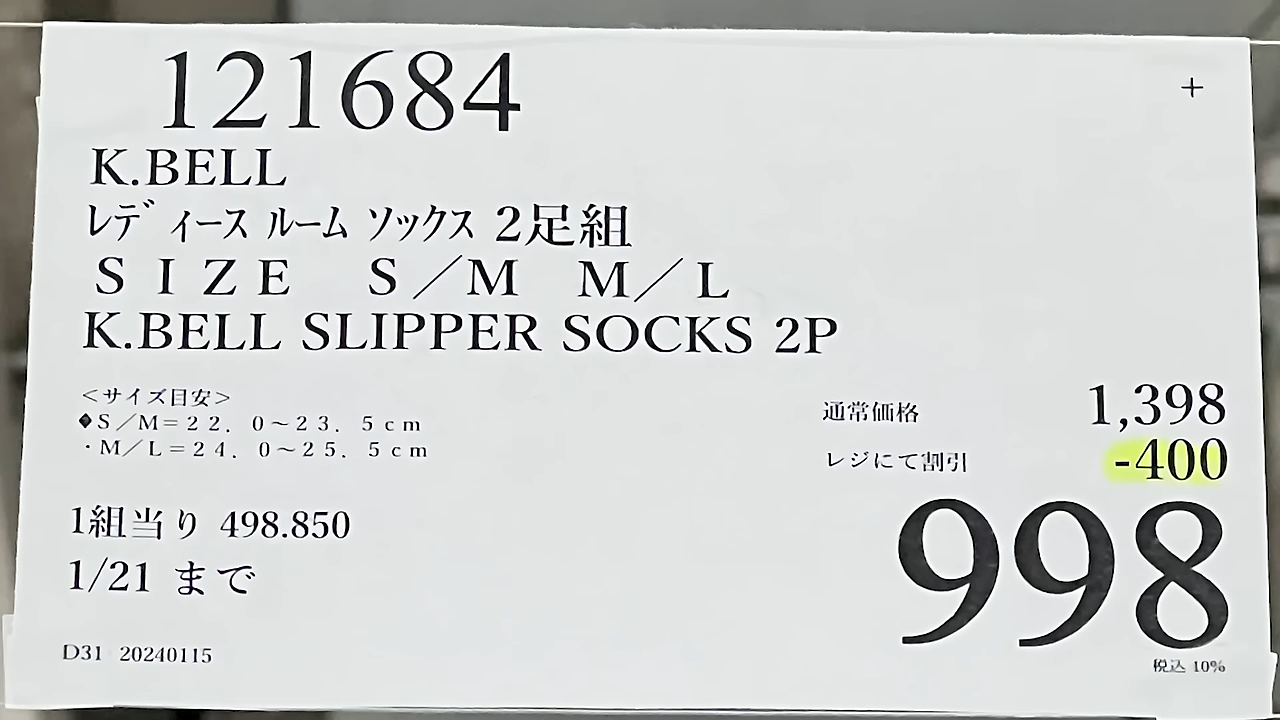 121684
+
K.BELL
ﾚﾃﾞｨｰｽ ﾙｰﾑ ｿｯｸｽ 2足組
ＳＩＺＥ　Ｓ／Ｍ　Ｍ／Ｌ
K.BELL SLIPPER SOCKS 2P
＜サイズ目安＞
◆Ｓ／Ｍ＝２２．０～２３．５ｃｍ
・Ｍ／Ｌ＝２４．０～２５．５ｃｍ
通常価格 1,398
レジにて割引 -400
998
税込 10%
1組当り 498.850
1/21 まで
D31 20240115